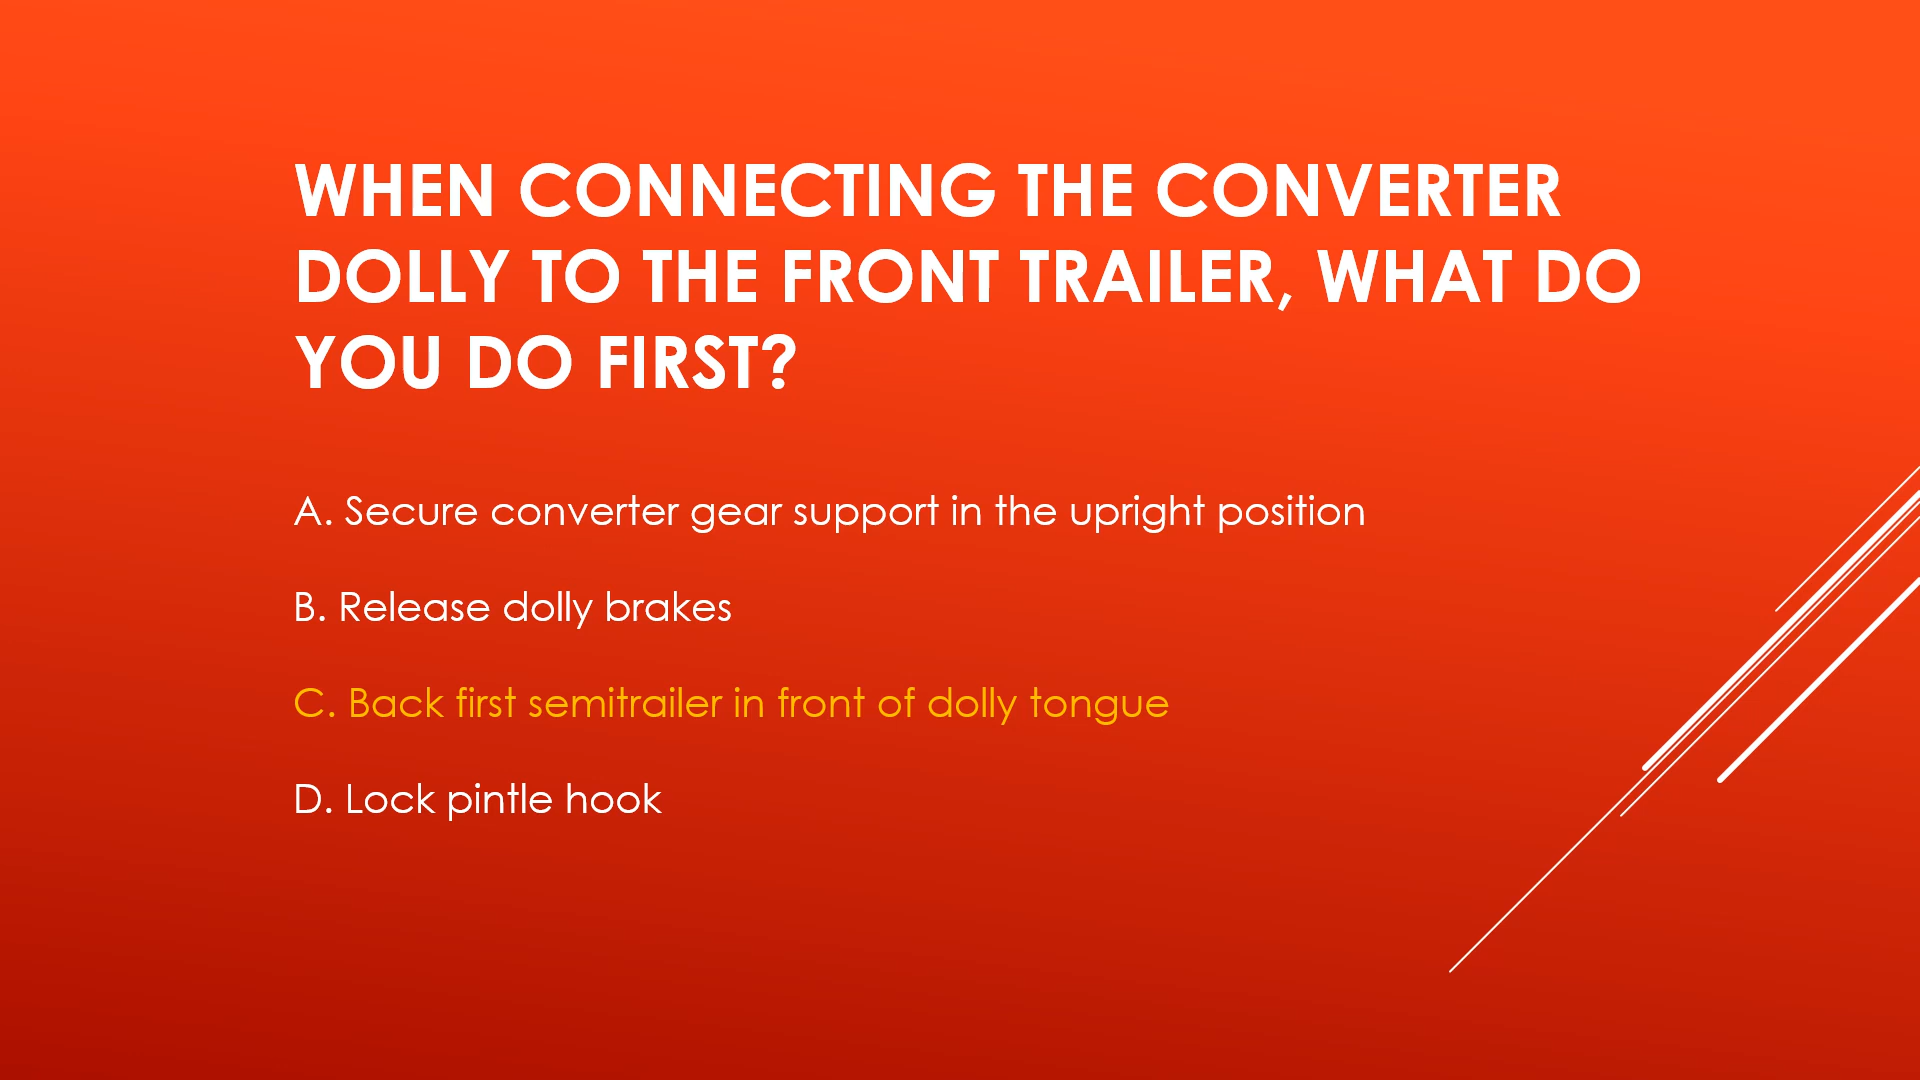 WHEN CONNECTING THE CONVERTER
DOLLY TO THE FRONT TRAILER, WHAT DO
YOU DO FIRST?
A. Secure converter gear support in the upright position
B. Release dolly brakes
C. Back first semitrailer in front of dolly tongue
D. Lock pintle hook